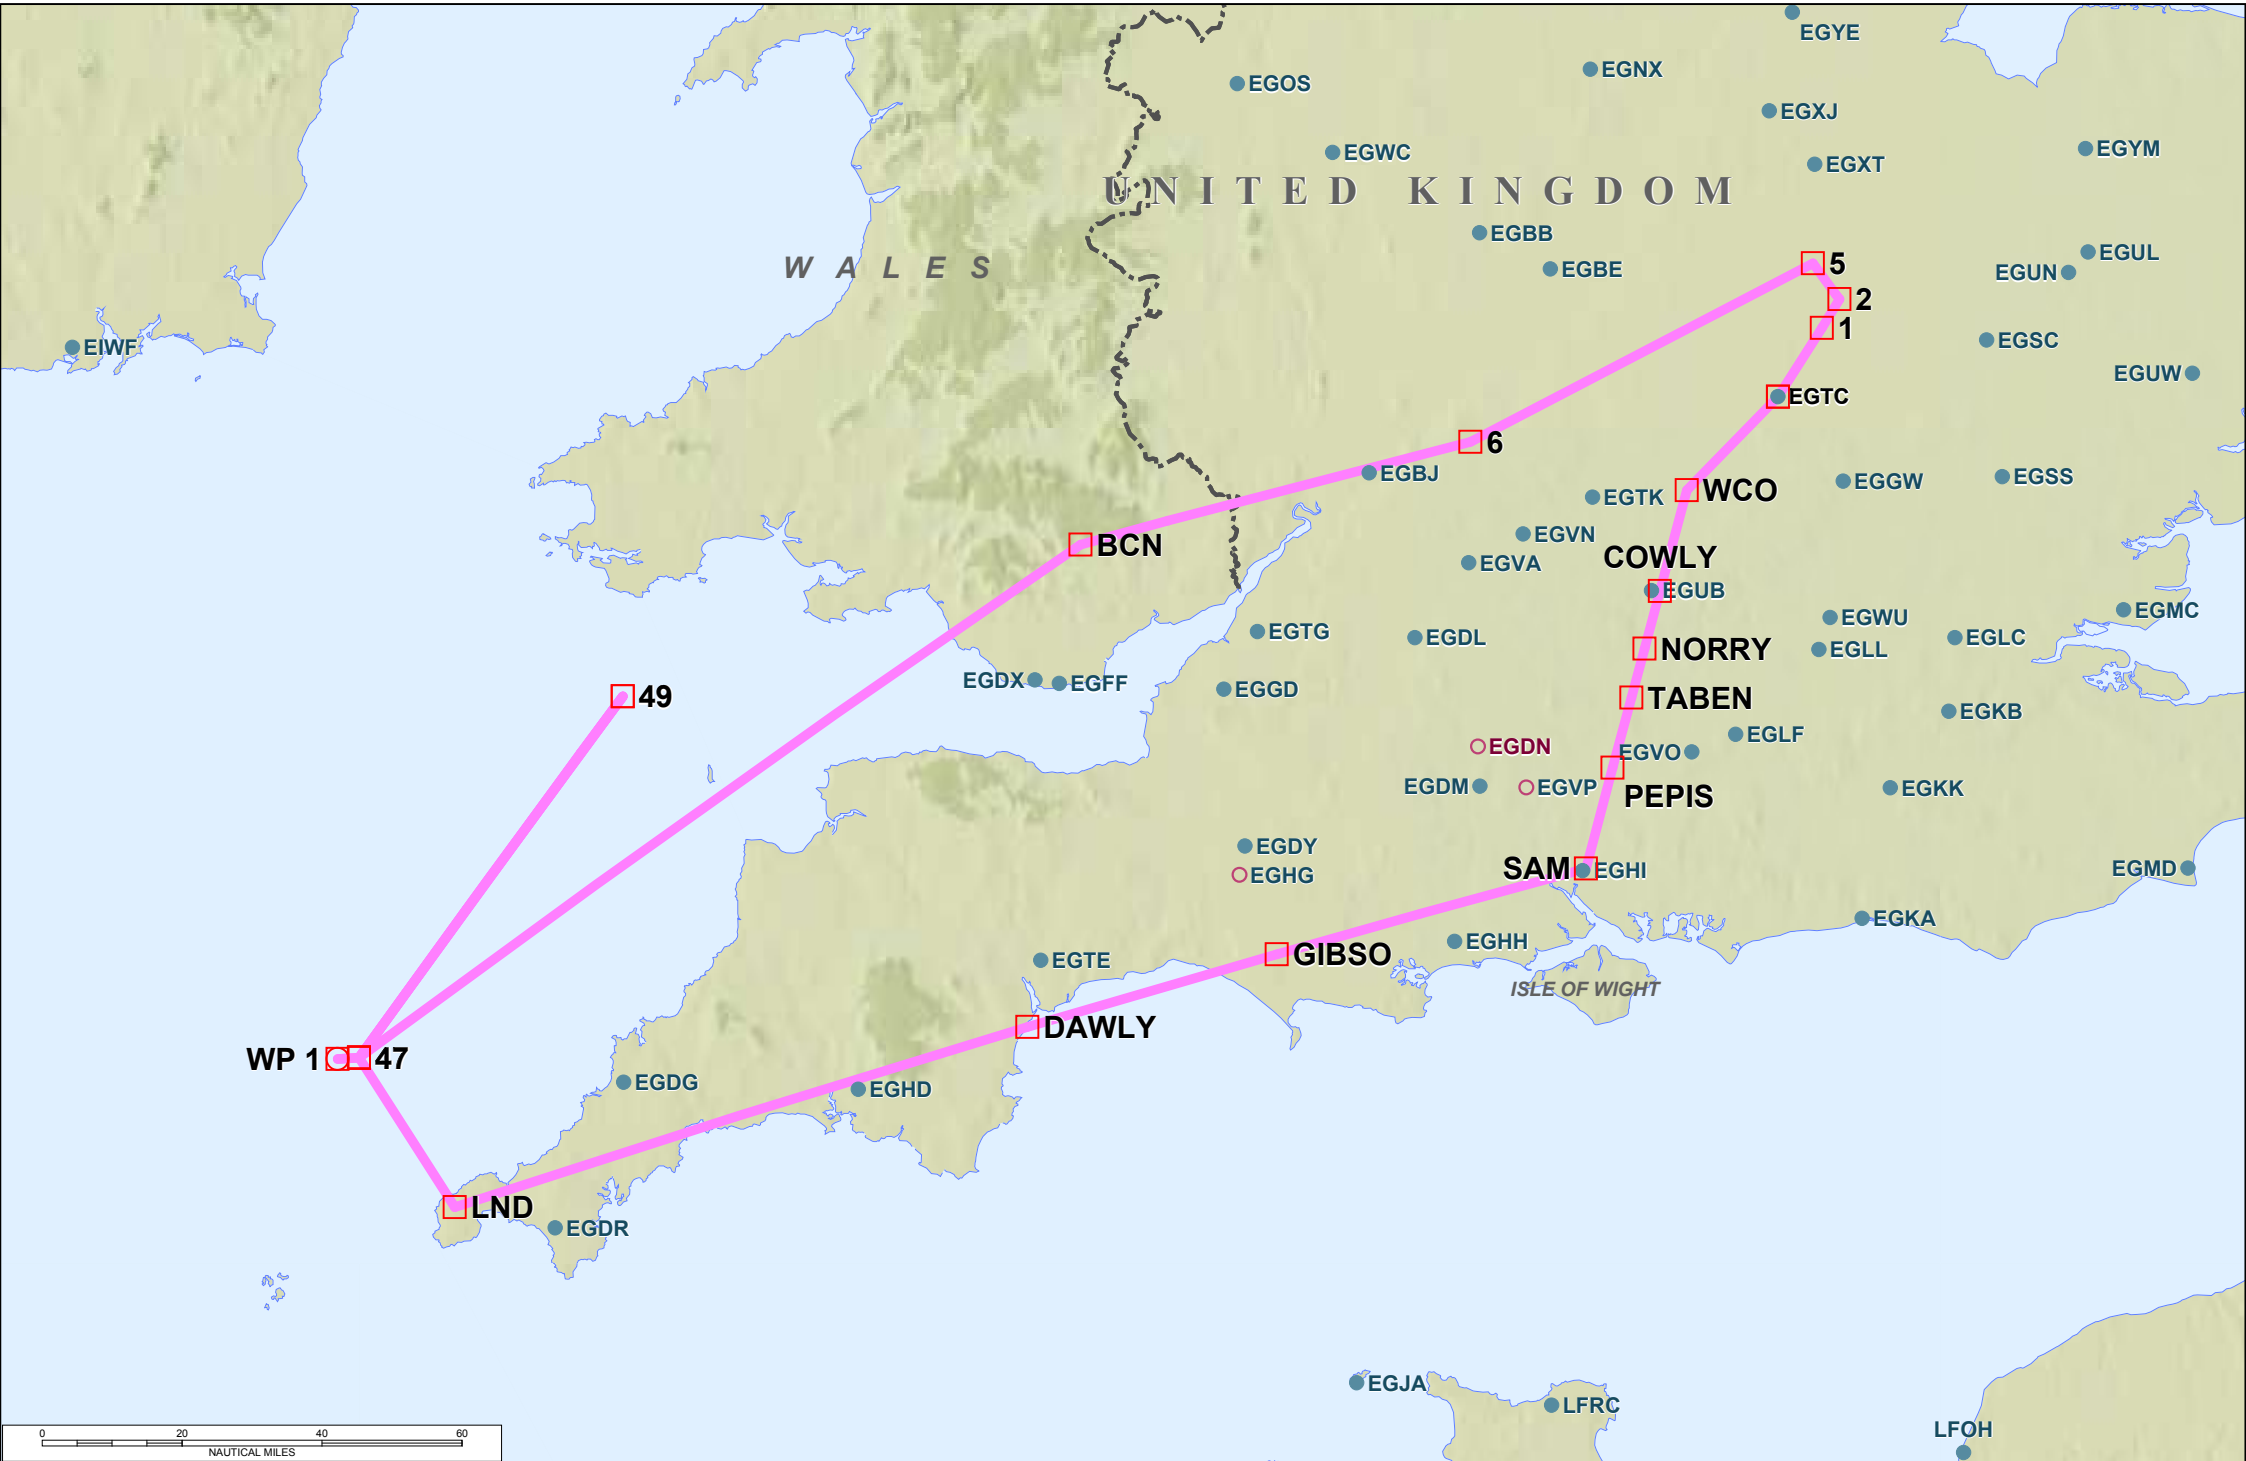 EGYE
EGNX
EGOS
EGXJ
EGYM
EGWC
EGXT
UNITED KINGDOM
EGBB
EGUL
WALES
5
EGBE
EGUN
2
1
EGSC
EIWF
EGUW
EGTC
6
EGBJ
EGSS
EGGW
WCO
EGTK
EGVN
BCN
COWLY
EGVA
EGUB
EGMC
EGWU
EGTG
EGDL
EGLC
NORRY
EGLL
EGDX
EGFF
EGGD
49
TABEN
EGKB
EGLF
EGDN
EGVO
EGDM
EGVP
EGKK
PEPIS
EGDY
SAM
EGHI
EGMD
EGHG
EGKA
EGHH
GIBSO
EGTE
ISLE OF WIGHT
DAWLY
WP 1
47
EGDG
EGHD
LND
EGDR
EGJA
LFRC
LFOH
0 20 40 60
NAUTICAL MILES